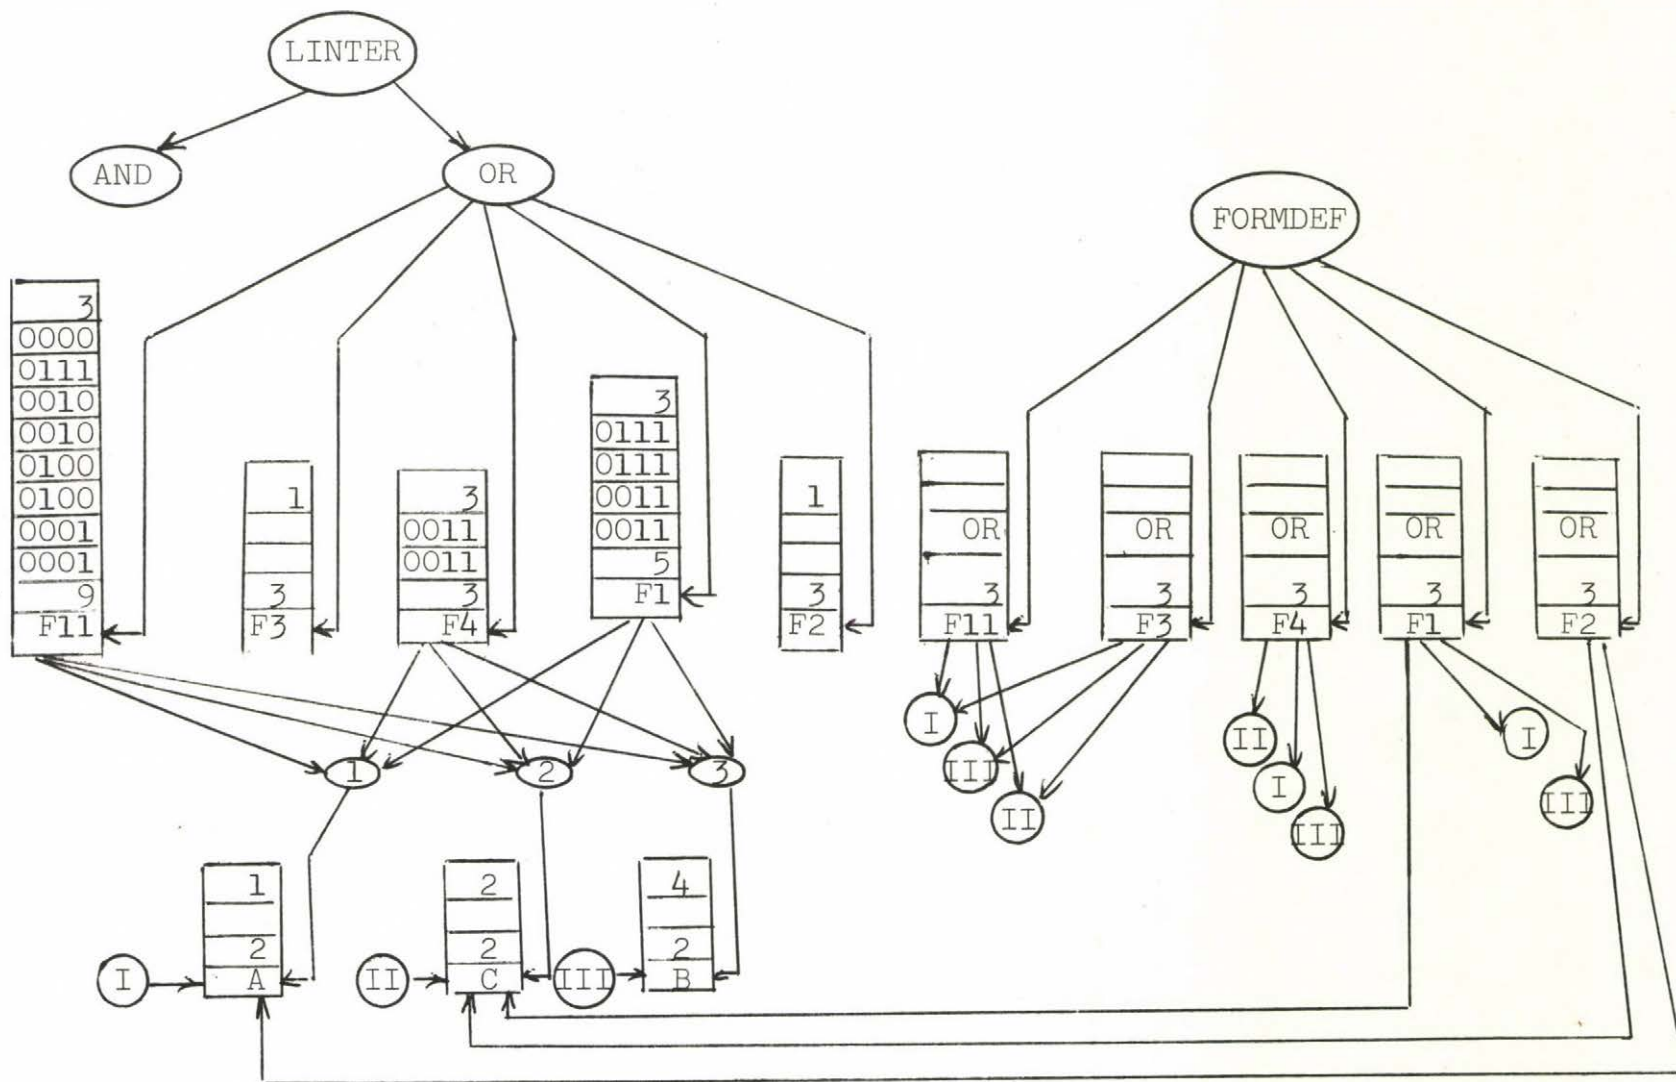 LINTER
AND
OR
FORMDEF
3
0000
0111
0010
0010
0100
0100
0001
0001
9
F11
1
3
F3
3
0011
0011
3
F4
3
0111
0111
0011
0011
5
F1
1
3
F2
OR
3
F11
OR
3
F3
OR
3
F4
OR
3
F1
OR
3
F2
1
2
3
I
III
II
II
I
III
I
III
1
2
A
2
2
C
4
2
B
I
II
III